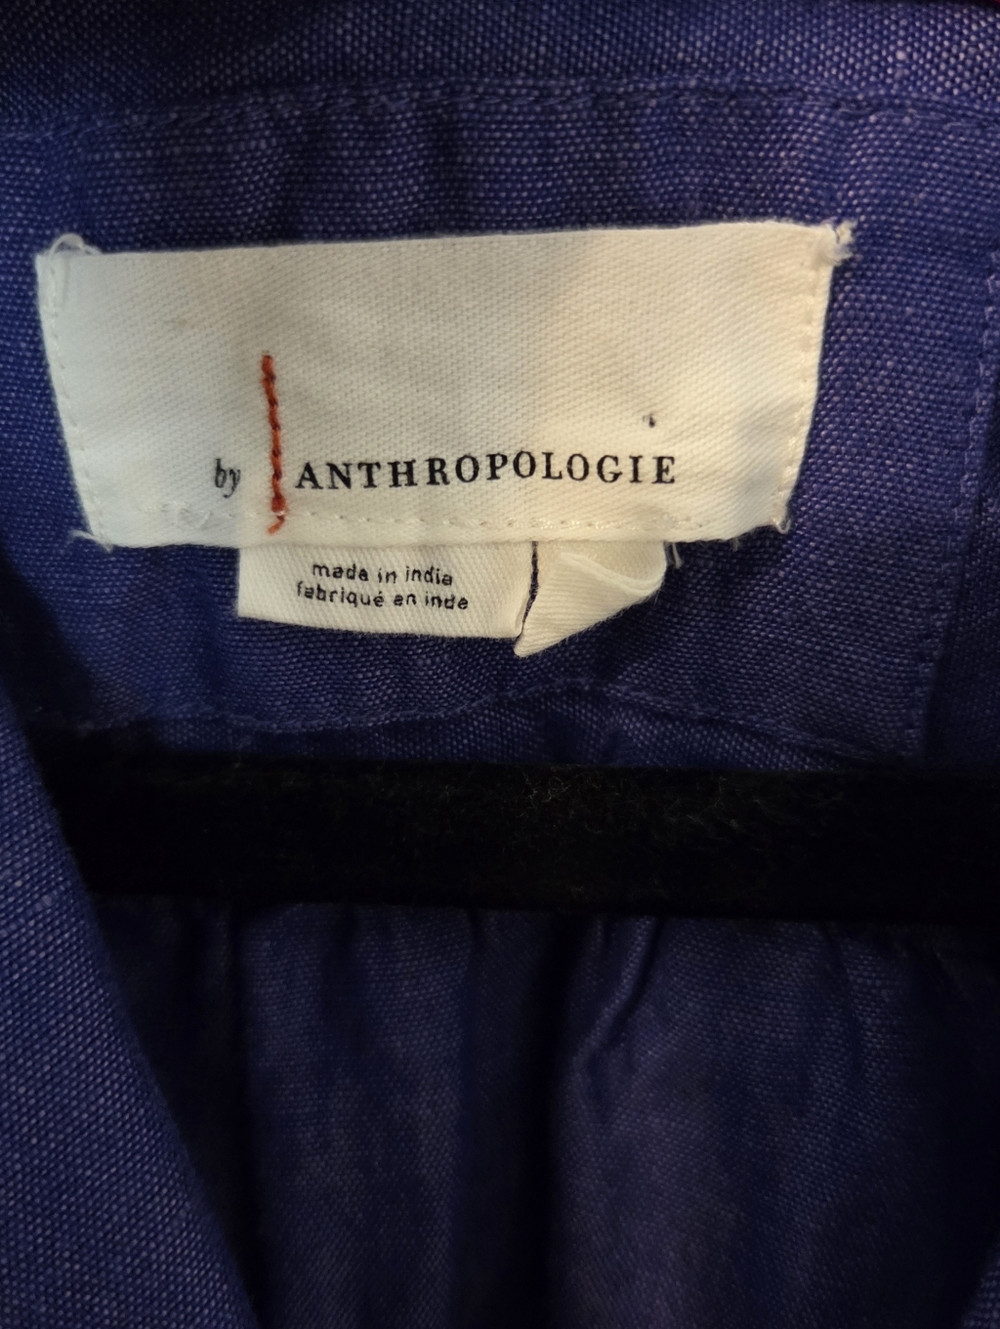 by ANTHROPOLOGIE
made in india
fabriqué en inde